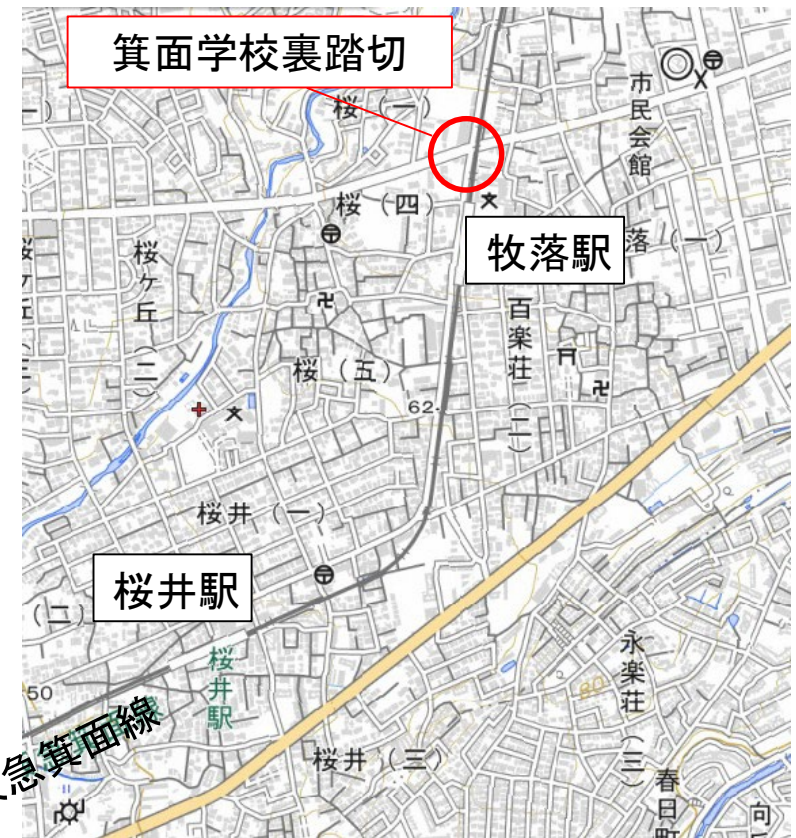 箕面学校裏踏切
市民会館
桜(一)
桜(四)
牧落駅
落(一)
桜ケ丘(二)
百楽荘(二)
桜(五)
62
桜井(一)
桜井駅
(二)
桜井駅
50
急箕面線
永楽荘(三)
80
桜井(三)
春日町
向